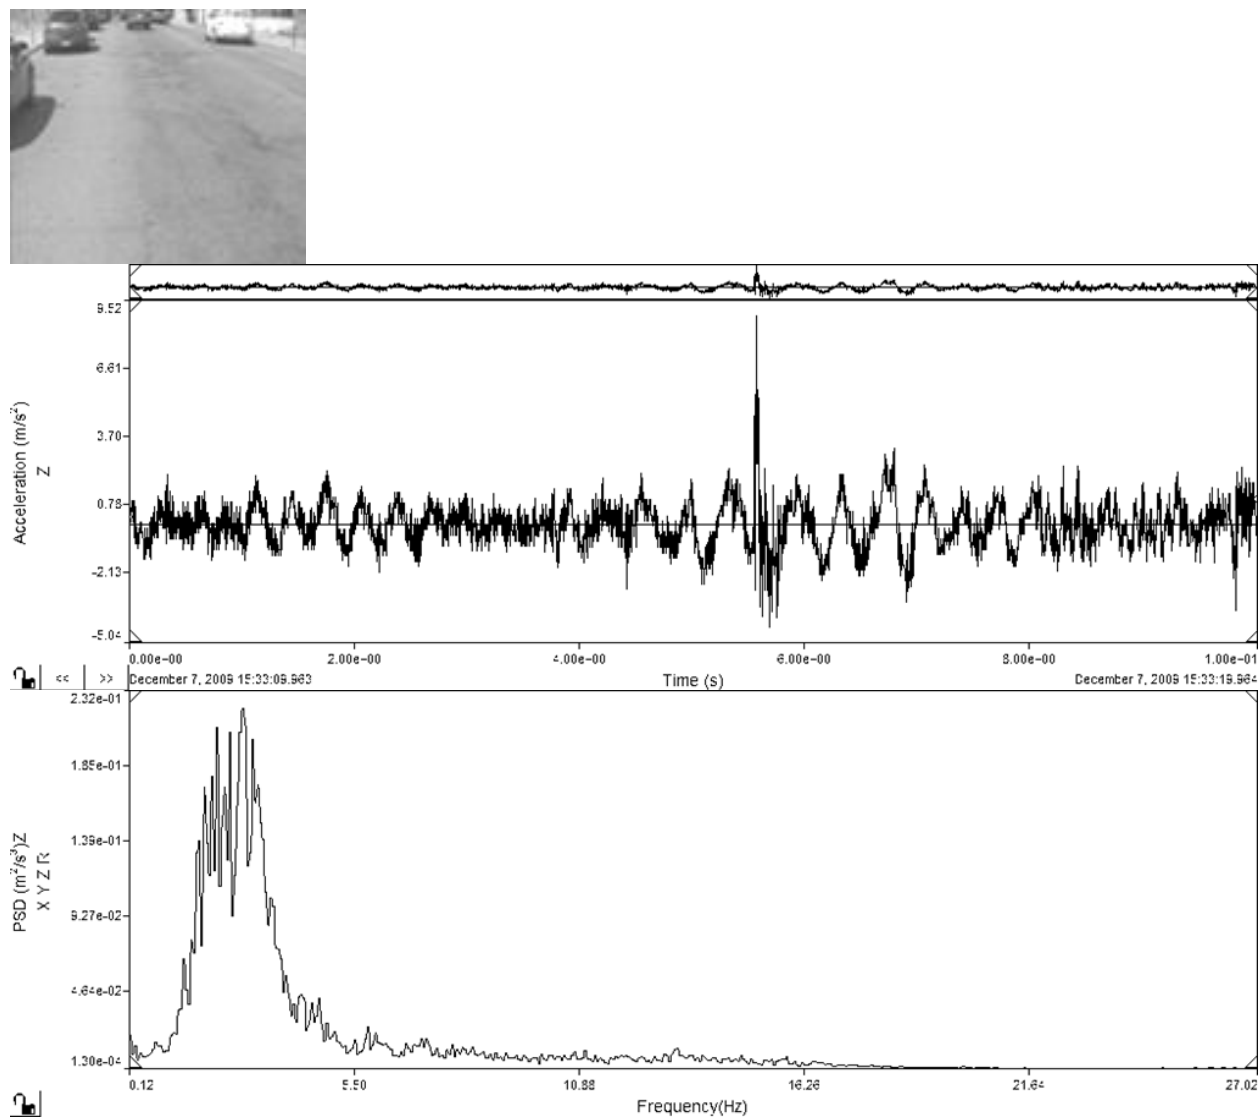 9.52
6.61
3.70
0.78
-2.13
-5.04
Acceleration (m/s²)
Z
0.00e-00
2.00e-00
4.00e-00
6.00e-00
8.00e-00
1.00e-01
<< >> December 7, 2009 15:33:09.963
Time (s)
December 7, 2009 15:33:19.964
2.32e-01
1.85e-01
1.39e-01
9.27e-02
4.64e-02
1.30e-04
PSD (m²/s³)Z
X Y Z R
0.12
5.50
10.88
16.26
21.64
27.02
Frequency(Hz)